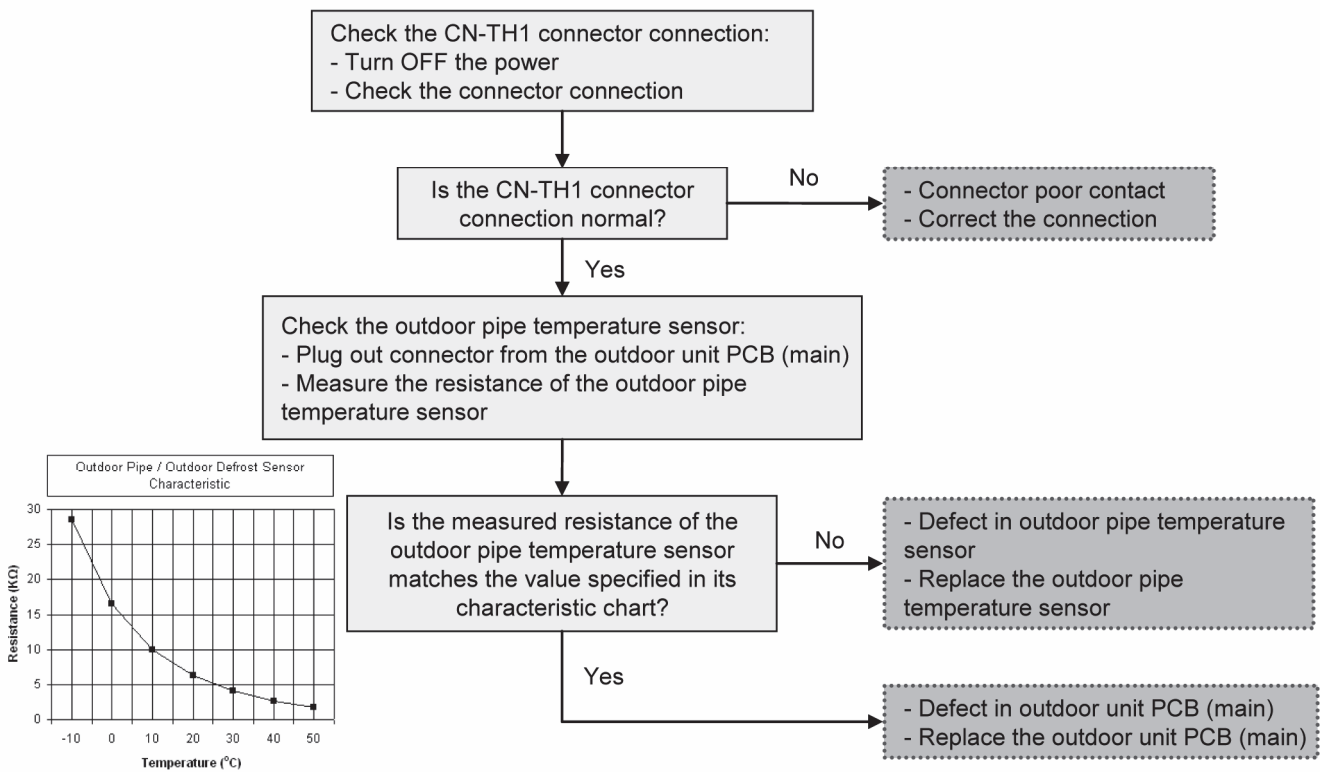 Check the CN-TH1 connector connection:
- Turn OFF the power
- Check the connector connection
Is the CN-TH1 connector
connection normal?
No
- Connector poor contact
- Correct the connection
Yes
Check the outdoor pipe temperature sensor:
- Plug out connector from the outdoor unit PCB (main)
- Measure the resistance of the outdoor pipe
temperature sensor
Outdoor Pipe / Outdoor Defrost Sensor
Characteristic
30
25
20
15
10
5
0
Resistance (KΩ)
-10 0 10 20 30 40 50
Temperature (°C)
Is the measured resistance of the
outdoor pipe temperature sensor
matches the value specified in its
characteristic chart?
No
- Defect in outdoor pipe temperature
sensor
- Replace the outdoor pipe
temperature sensor
Yes
- Defect in outdoor unit PCB (main)
- Replace the outdoor unit PCB (main)